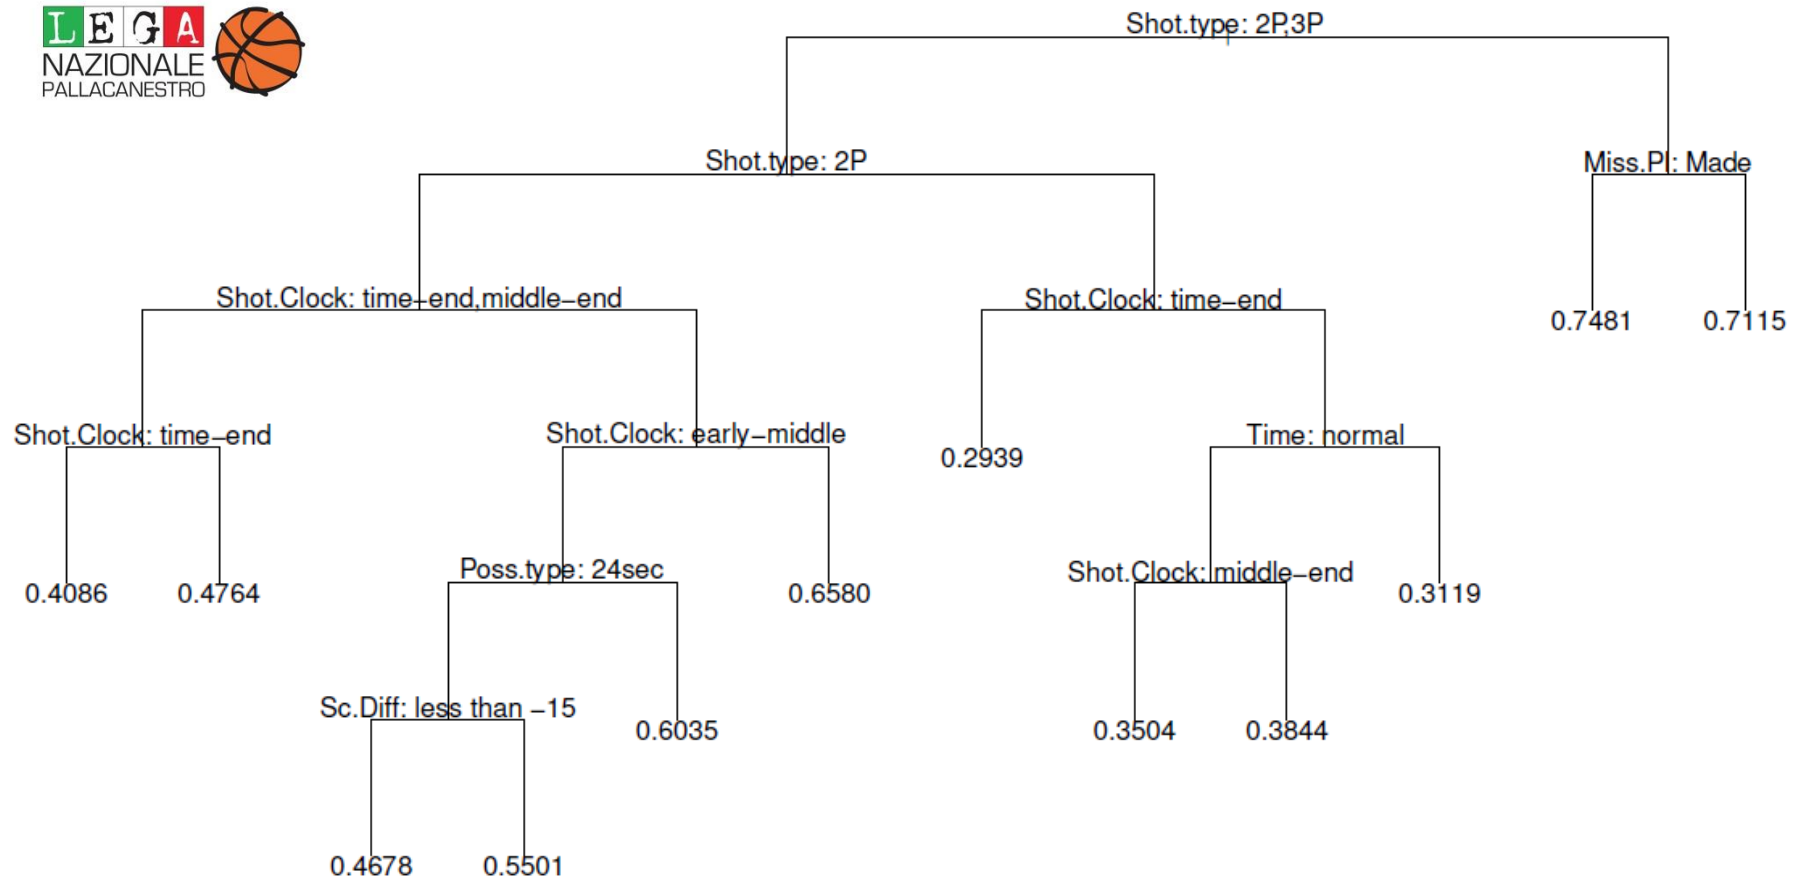 LEGA
NAZIONALE
PALLACANESTRO
Shot.type: 2P,3P
Shot.type: 2P
Miss.Pl: Made
Shot.Clock: time−end,middle−end
Shot.Clock: time−end
0.7481
0.7115
Shot.Clock: time−end
Shot.Clock: early−middle
Time: normal
0.2939
Poss.type: 24sec
Shot.Clock: middle−end
0.4086
0.4764
0.6580
0.3119
Sc.Diff: less than −15
0.6035
0.3504
0.3844
0.4678
0.5501